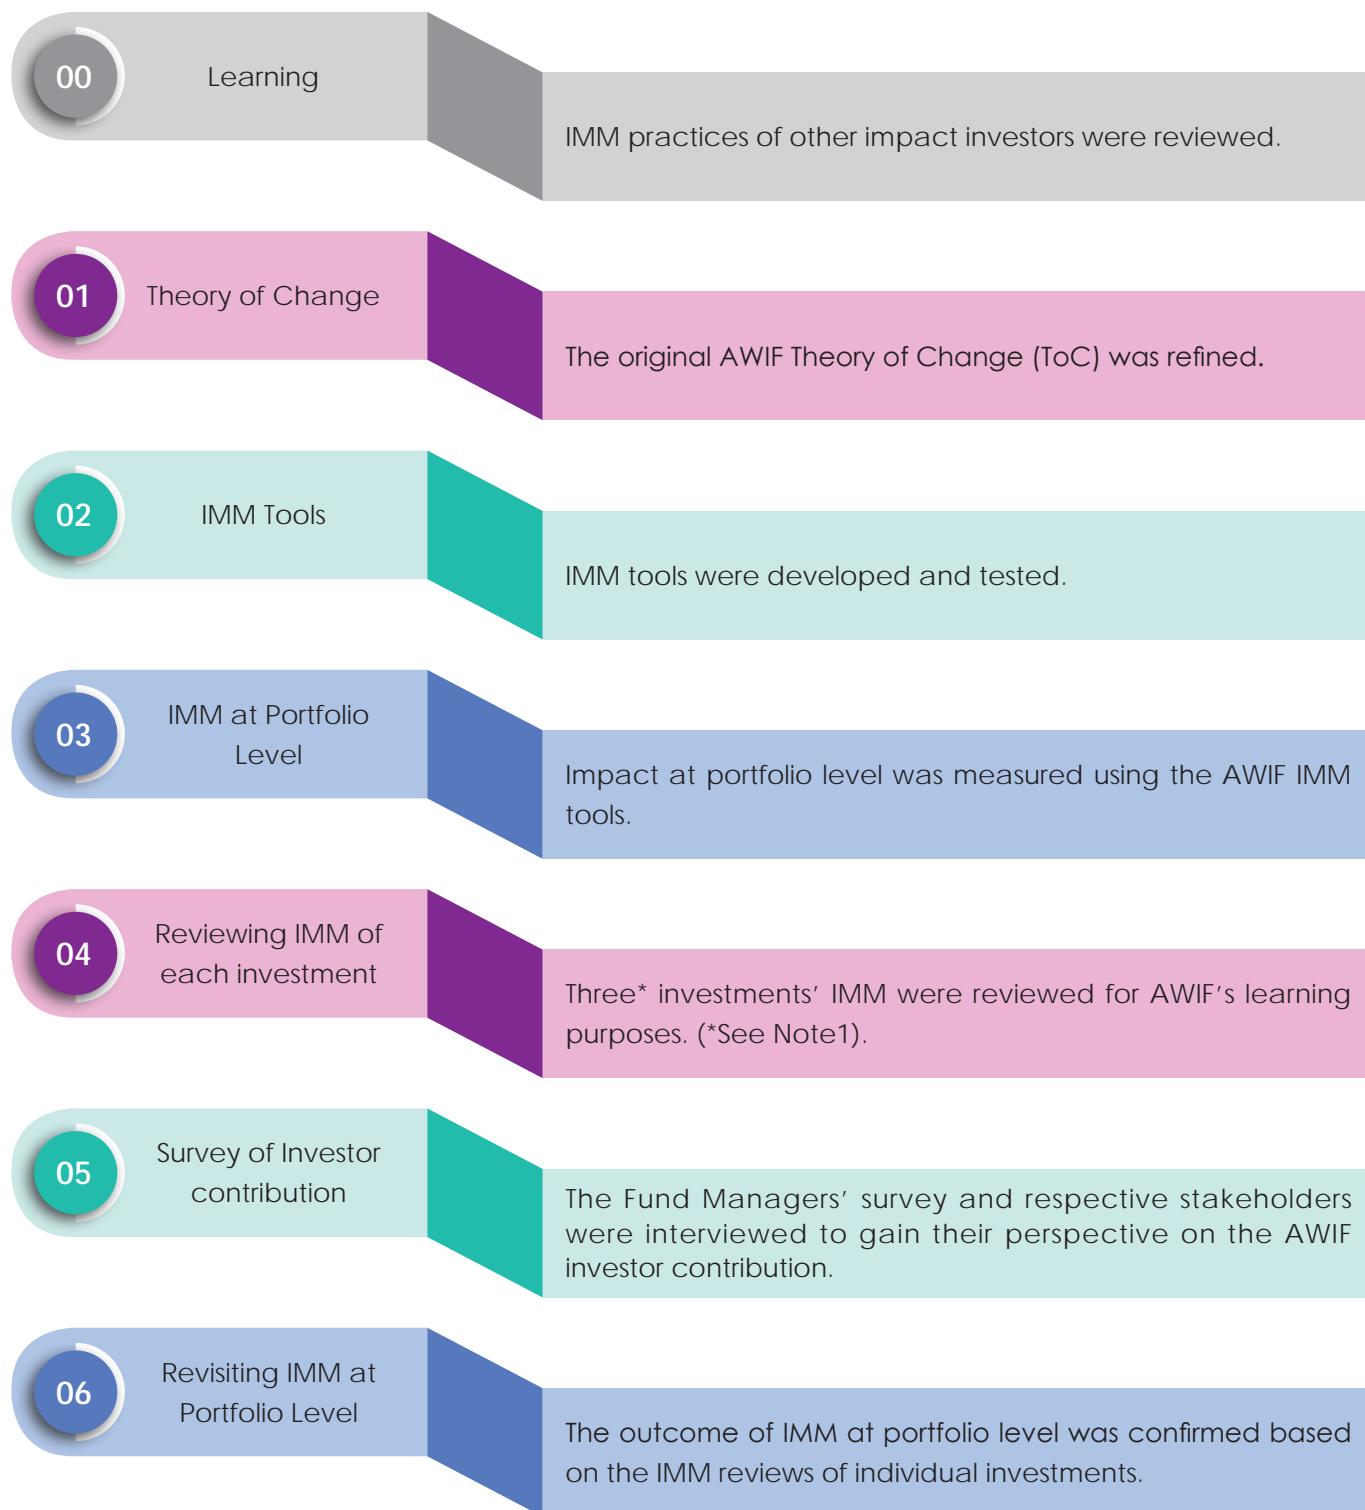 00
Learning
IMM practices of other impact investors were reviewed.
01
Theory of Change
The original AWIF Theory of Change (ToC) was refined.
02
IMM Tools
IMM tools were developed and tested.
03
IMM at Portfolio
Level
Impact at portfolio level was measured using the AWIF IMM
tools.
04
Reviewing IMM of
each investment
Three* investments’ IMM were reviewed for AWIF’s learning
purposes. (*See Note1).
05
Survey of Investor
contribution
The Fund Managers’ survey and respective stakeholders
were interviewed to gain their perspective on the AWIF
investor contribution.
06
Revisiting IMM at
Portfolio Level
The outcome of IMM at portfolio level was confirmed based
on the IMM reviews of individual investments.